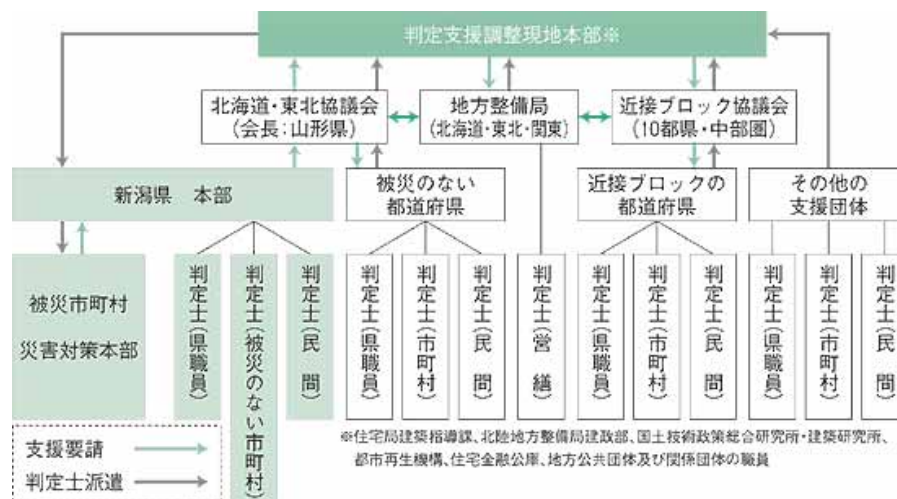 判定支援調整現地本部※
北海道・東北協議会
(会長:山形県)
地方整備局
(北海道・東北・関東)
近接ブロック協議会
(10都県・中部圏)
新潟県 本部
被災のない
都道府県
近接ブロックの
都道府県
その他の
支援団体
被災市町村
災害対策本部
判定士(県職員)
判定士(被災のない市町村)
判定士(民 間)
判定士(県職員)
判定士(市町村)
判定士(民 間)
判定士(営 繕)
判定士(県職員)
判定士(市町村)
判定士(民 間)
判定士(県職員)
判定士(市町村)
判定士(民 間)
支援要請
判定士派遣
※住宅局建築指導課、北陸地方整備局建政部、国土技術政策総合研究所・建築研究所、
都市再生機構、住宅金融公庫、地方公共団体及び関係団体の職員